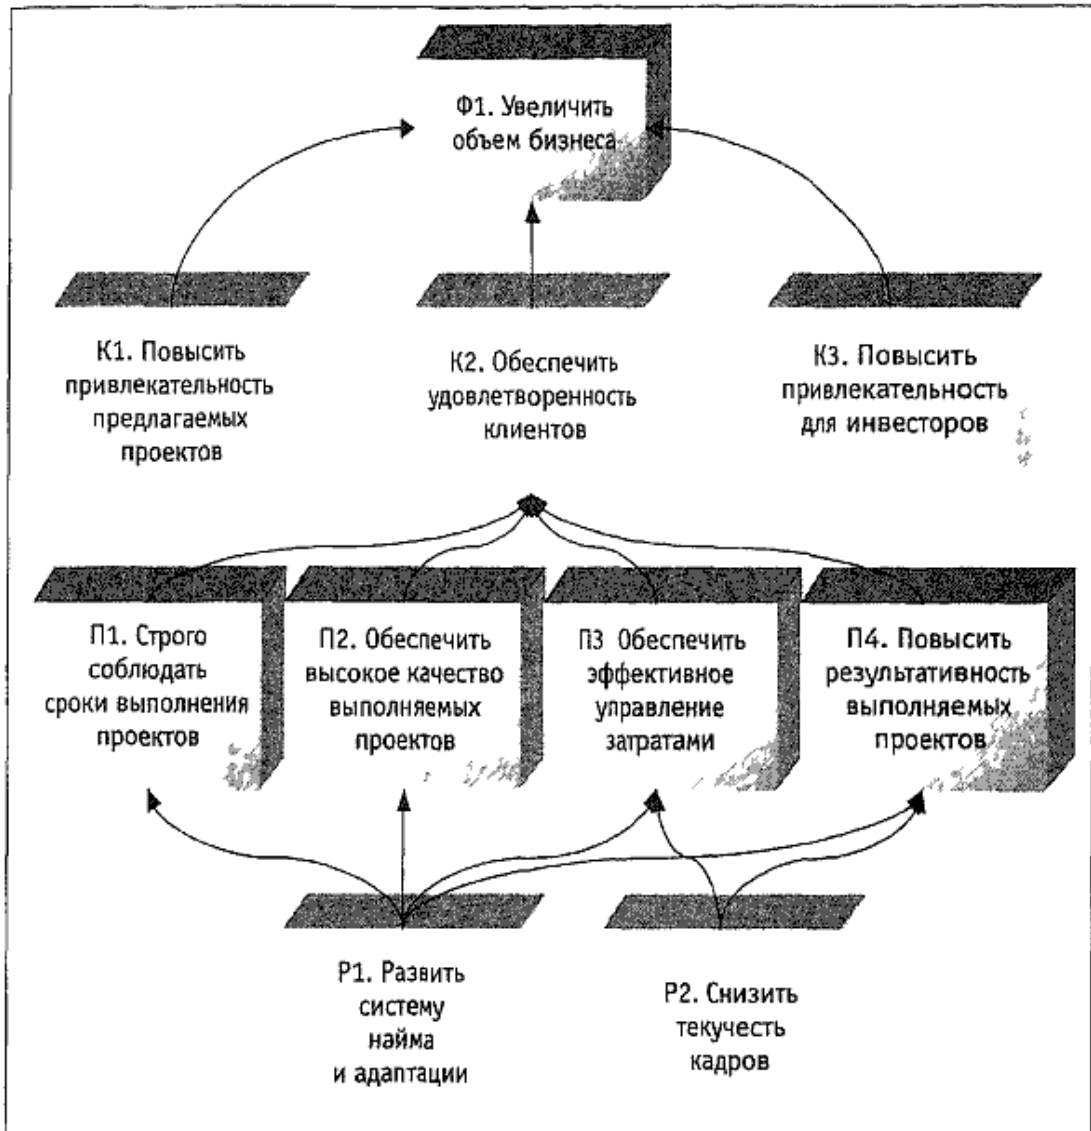 Ф1. Увеличить
объем бизнеса
К1. Повысить
привлекательность
предлагаемых
проектов
К2. Обеспечить
удовлетворенность
клиентов
К3. Повысить
привлекательность
для инвесторов
П1. Строго
соблюдать
сроки выполнения
проектов
П2. Обеспечить
высокое качество
выполняемых
проектов
П3 Обеспечить
эффективное
управление
затратами
П4. Повысить
результативность
выполняемых
проектов
Р1. Развить
систему
найма
и адаптации
Р2. Снизить
текучесть
кадров